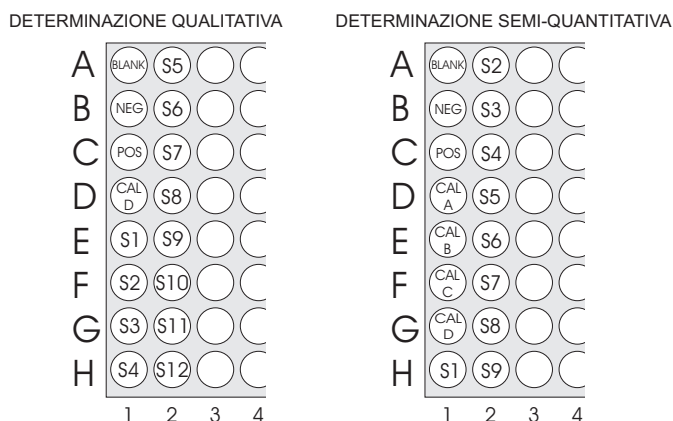 DETERMINAZIONE QUALITATIVA
A BLANK S5
B NEG S6
C POS S7
D CAL D S8
E S1 S9
F S2 S10
G S3 S11
H S4 S12
1 2 3 4
DETERMINAZIONE SEMI-QUANTITATIVA
A BLANK S2
B NEG S3
C POS S4
D CAL A S5
E CAL B S6
F CAL C S7
G CAL D S8
H S1 S9
1 2 3 4